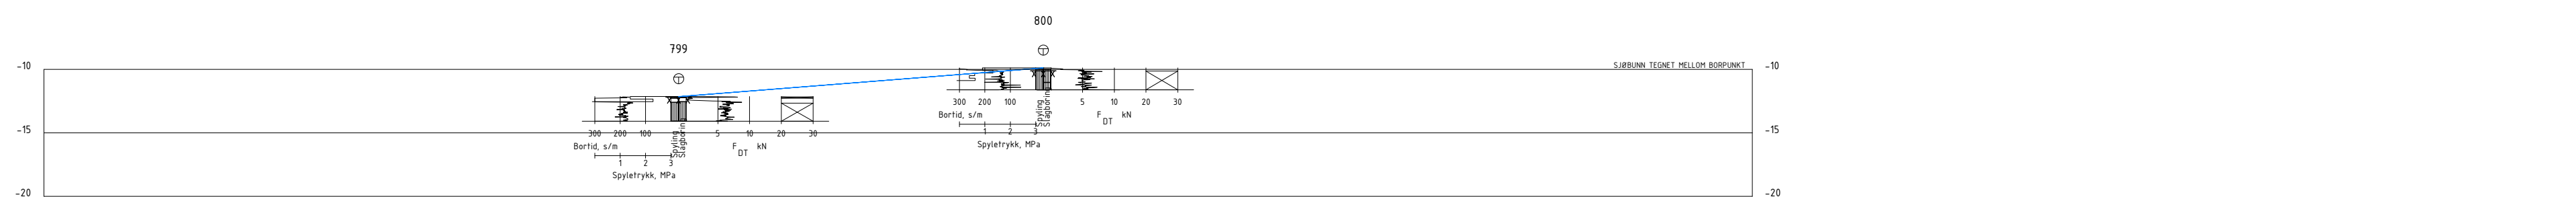 800
799
-10
SJØBUNN TEGNET MELLOM BORPUNKT
-10
300 200 100
5 10 20 30
Bortid, s/m
Spyling
Slagboring
F DT kN
1 2 3
Spyletrykk, MPa
-15
-15
300 200 100
5 10 20 30
Bortid, s/m
Spyling
Slagboring
F DT kN
1 2 3
Spyletrykk, MPa
-20
-20